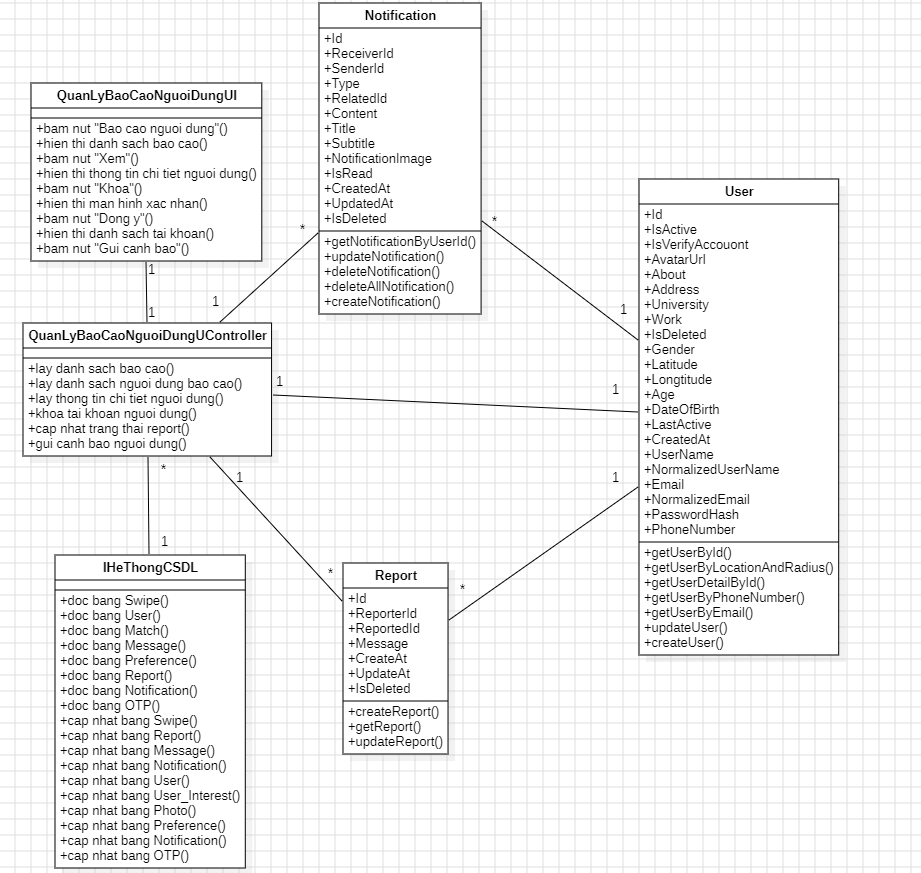 Notification
+Id
+ReceiverId
+SenderId
+Type
+RelatedId
+Content
+Title
+Subtitle
+NotificationImage
+IsRead
+CreatedAt
+UpdatedAt
+IsDeleted
+getNotificationByUserId()
+updateNotification()
+deleteNotification()
+deleteAllNotification()
+createNotification()
QuanLyBaoCaoNguoiDungUI
+bam nut "Bao cao nguoi dung"()
+hien thi danh sach bao cao()
+bam nut "Xem"()
+hien thi thong tin chi tiet nguoi dung()
+bam nut "Khoa"()
+hien thi man hinh xac nhan()
+bam nut "Dong y"()
+hien thi danh sach tai khoan()
+bam nut "Gui canh bao"()
1
1
*
1
*
1
QuanLyBaoCaoNguoiDungUController
+lay danh sach bao cao()
+lay danh sach nguoi dung bao cao()
+lay thong tin chi tiet nguoi dung()
+khoa tai khoan nguoi dung()
+cap nhat trang thai report()
+gui canh bao nguoi dung()
1
1
User
+Id
+IsActive
+IsVerifyAccouont
+AvatarUrl
+About
+Address
+University
+Work
+IsDeleted
+Gender
+Latitude
+Longtitude
+Age
+DateOfBirth
+LastActive
+CreatedAt
+UserName
+NormalizedUserName
+Email
+NormalizedEmail
+PasswordHash
+PhoneNumber
+getUserById()
+getUserByLocationAndRadius()
+getUserDetailById()
+getUserByPhoneNumber()
+getUserByEmail()
+updateUser()
+createUser()
*
1
1
*
1
*
IHeThongCSDL
+doc bang Swipe()
+doc bang User()
+doc bang Match()
+doc bang Message()
+doc bang Preference()
+doc bang Report()
+doc bang Notification()
+doc bang OTP()
+cap nhat bang Swipe()
+cap nhat bang Report()
+cap nhat bang Message()
+cap nhat bang Notification()
+cap nhat bang User()
+cap nhat bang User_Interest()
+cap nhat bang Photo()
+cap nhat bang Preference()
+cap nhat bang Notification()
+cap nhat bang OTP()
Report
+Id
+ReporterId
+ReportedId
+Message
+CreateAt
+UpdateAt
+IsDeleted
+createReport()
+getReport()
+updateReport()